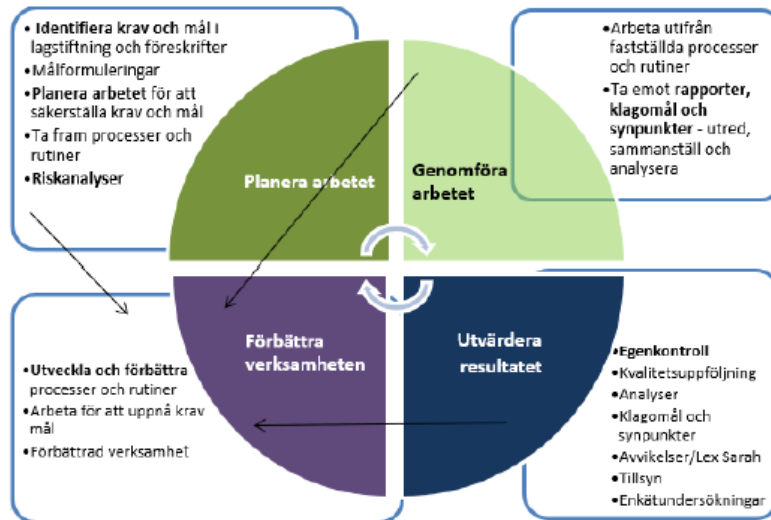 • Identifiera krav och mål i
lagstiftning och föreskrifter
•Målformuleringar
•Planera arbetet för att
säkerställa krav och mål
•Ta fram processer och
rutiner
•Riskanalyser
Planera arbetet
Genomföra
arbetet
•Arbeta utifrån
fastställda processer
och rutiner
•Ta emot rapporter,
klagomål och
synpunkter - utred,
sammanställ och
analysera
•Utveckla och förbättra
processer och rutiner
•Arbeta för att uppnå krav
mål
•Förbättrad verksamhet
Förbättra
verksamheten
Utvärdera
resultatet
•Egenkontroll
•Kvalitetsuppföljning
•Analyser
•Klagomål och
synpunkter
•Avvikelser/Lex Sarah
•Tillsyn
•Enkätundersökningar